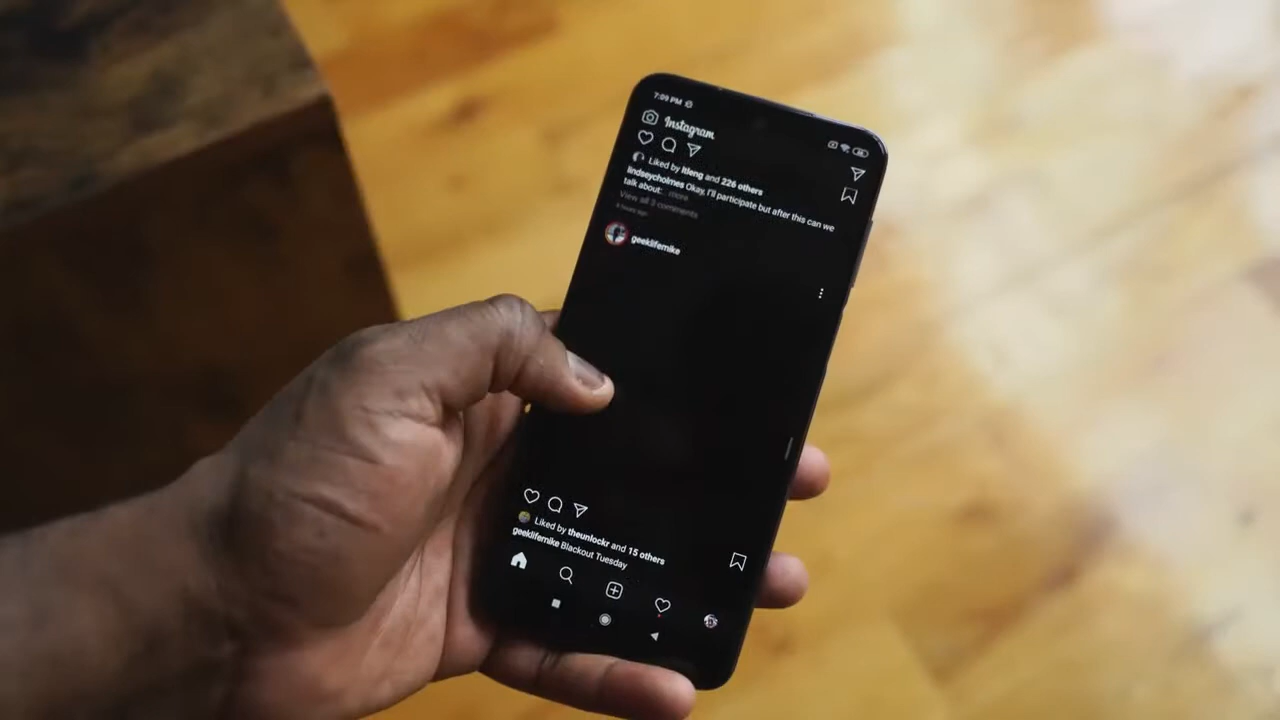 7:09 PM
Instagram
Liked by ltleng and 226 others
lindseycholmes Okay, I'll participate but after this can we
talk about... more
View all 3 comments
geeklifemike
Liked by theunlockr and 15 others
geeklifemike Blackout Tuesday